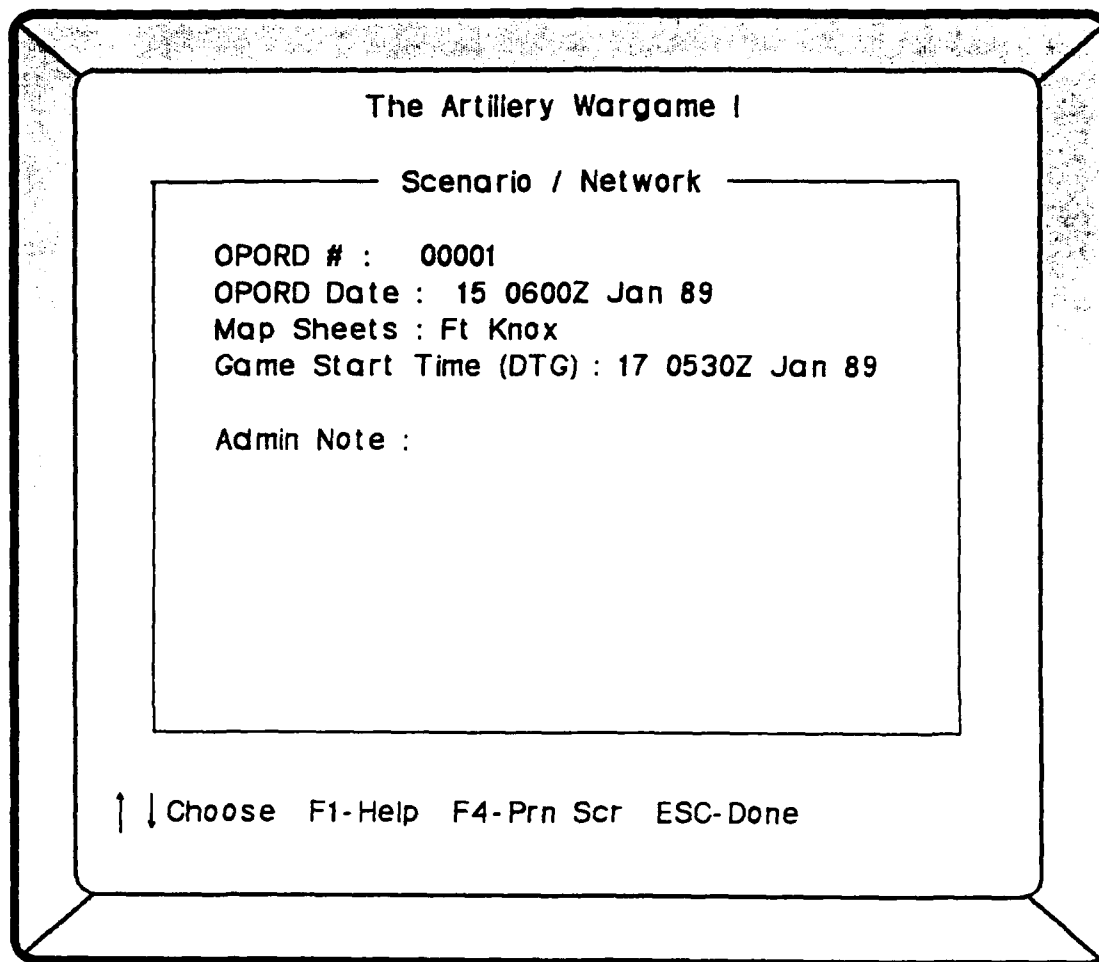 The Artillery Wargame I
Scenario / Network
OPORD # : 00001
OPORD Date : 15 0600Z Jan 89
Map Sheets : Ft Knox
Game Start Time (DTG) : 17 0530Z Jan 89
Admin Note :
↑ ↓ Choose F1-Help F4-Prn Scr ESC-Done